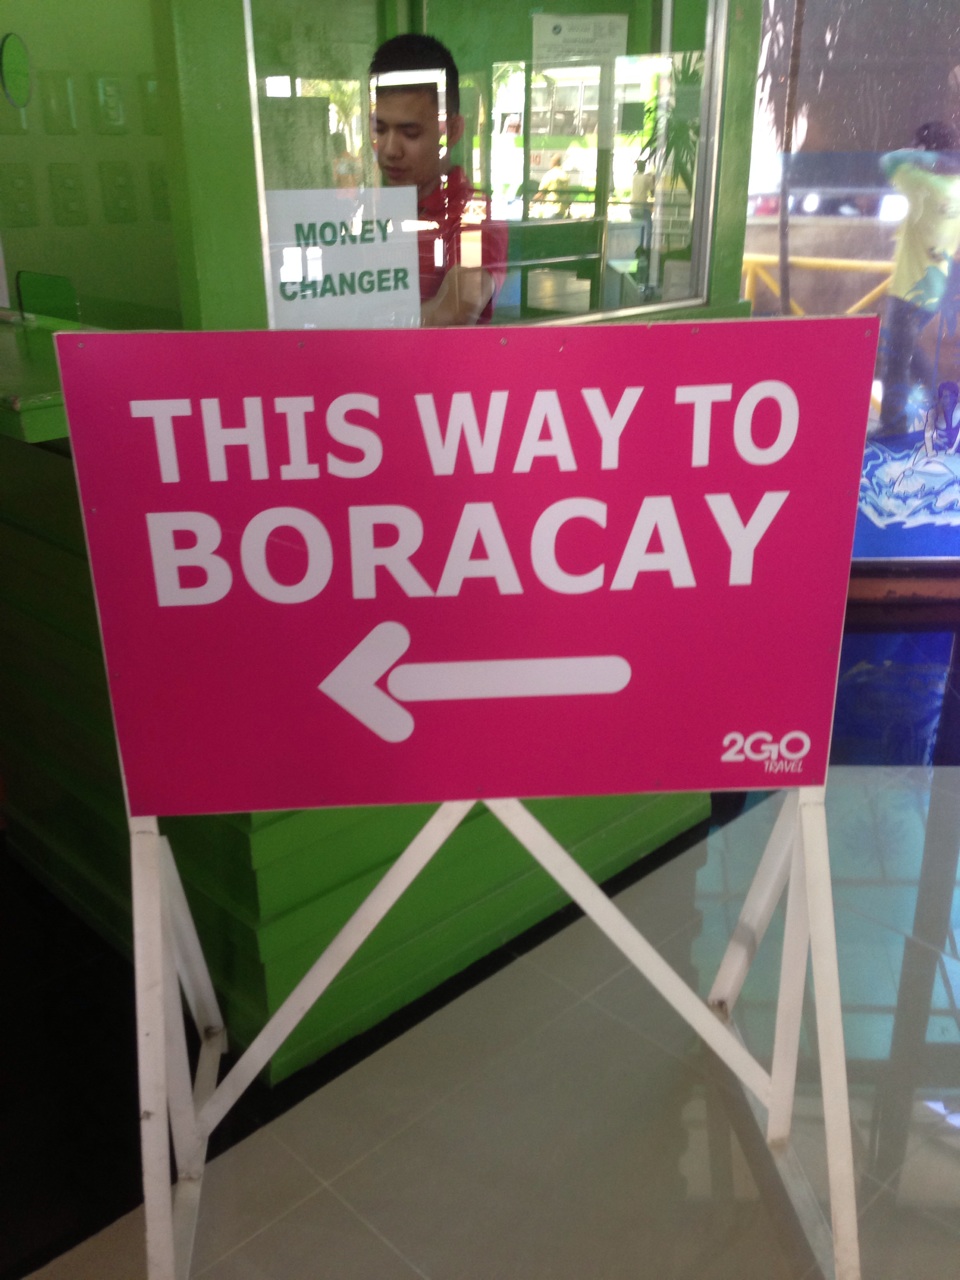 MONEY
CHANGER
THIS WAY TO
BORACAY
2GO
TRAVEL